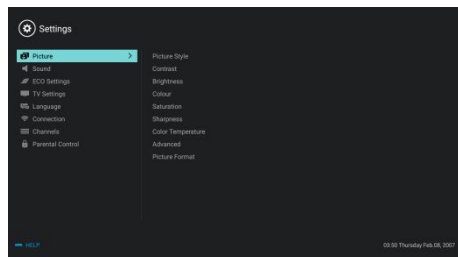 Settings
Picture
Sound
ECO Settings
TV Settings
Language
Connection
Channels
Parental Control
Picture Style
Contrast
Brightness
Colour
Saturation
Sharpness
Color Temperature
Advanced
Picture Format
HELP
03:50 Thursday Feb.08, 2007